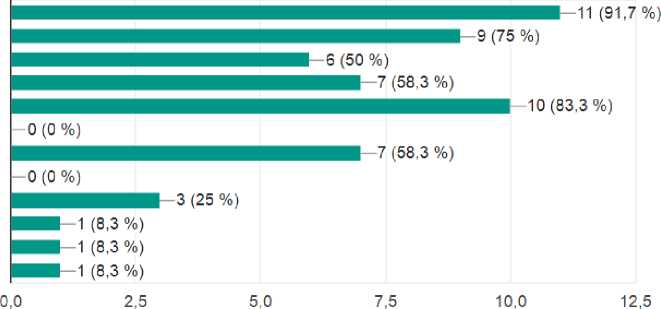 11 (91,7 %)
9 (75 %)
6 (50 %)
7 (58,3 %)
10 (83,3 %)
0 (0 %)
7 (58,3 %)
0 (0 %)
3 (25 %)
1 (8,3 %)
1 (8,3 %)
1 (8,3 %)
0,0 2,5 5,0 7,5 10,0 12,5